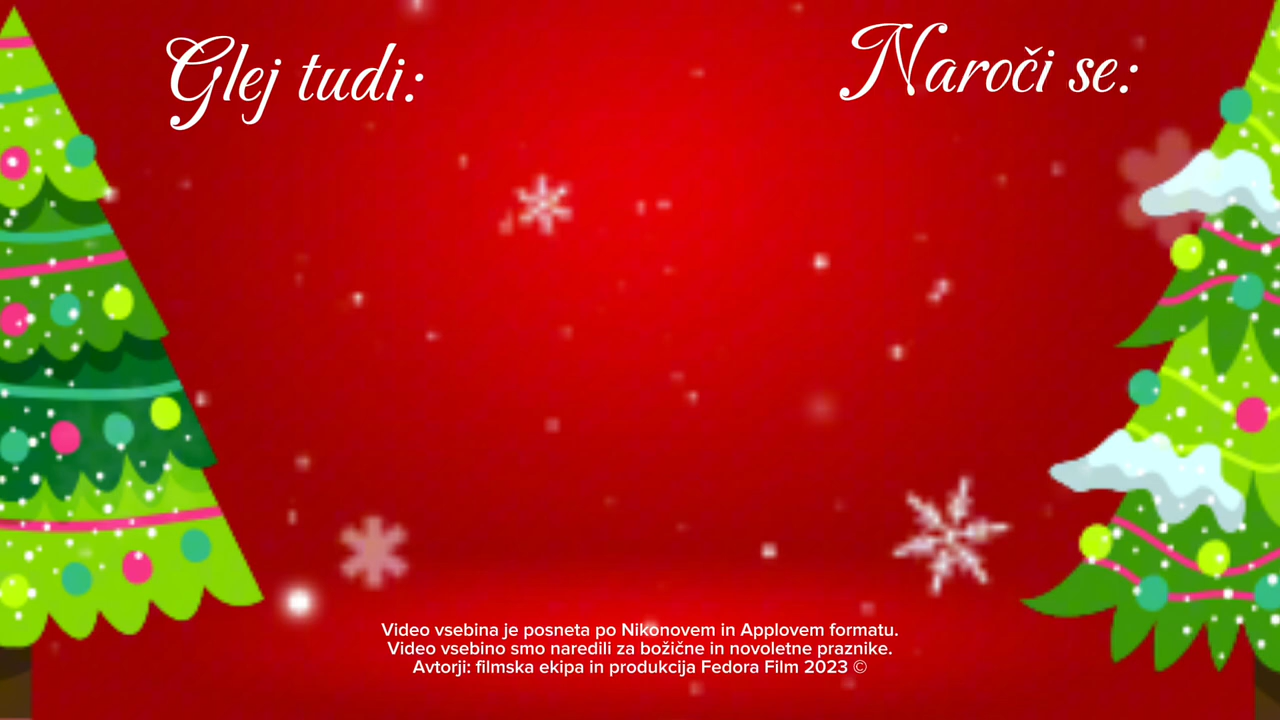 Glej tudi:
Naroči se:
Video vsebina je posneta po Nikonovem in Applovem formatu.
Video vsebino smo naredili za božične in novoletne praznike.
Avtorji: filmska ekipa in produkcija Fedora Film 2023 ©